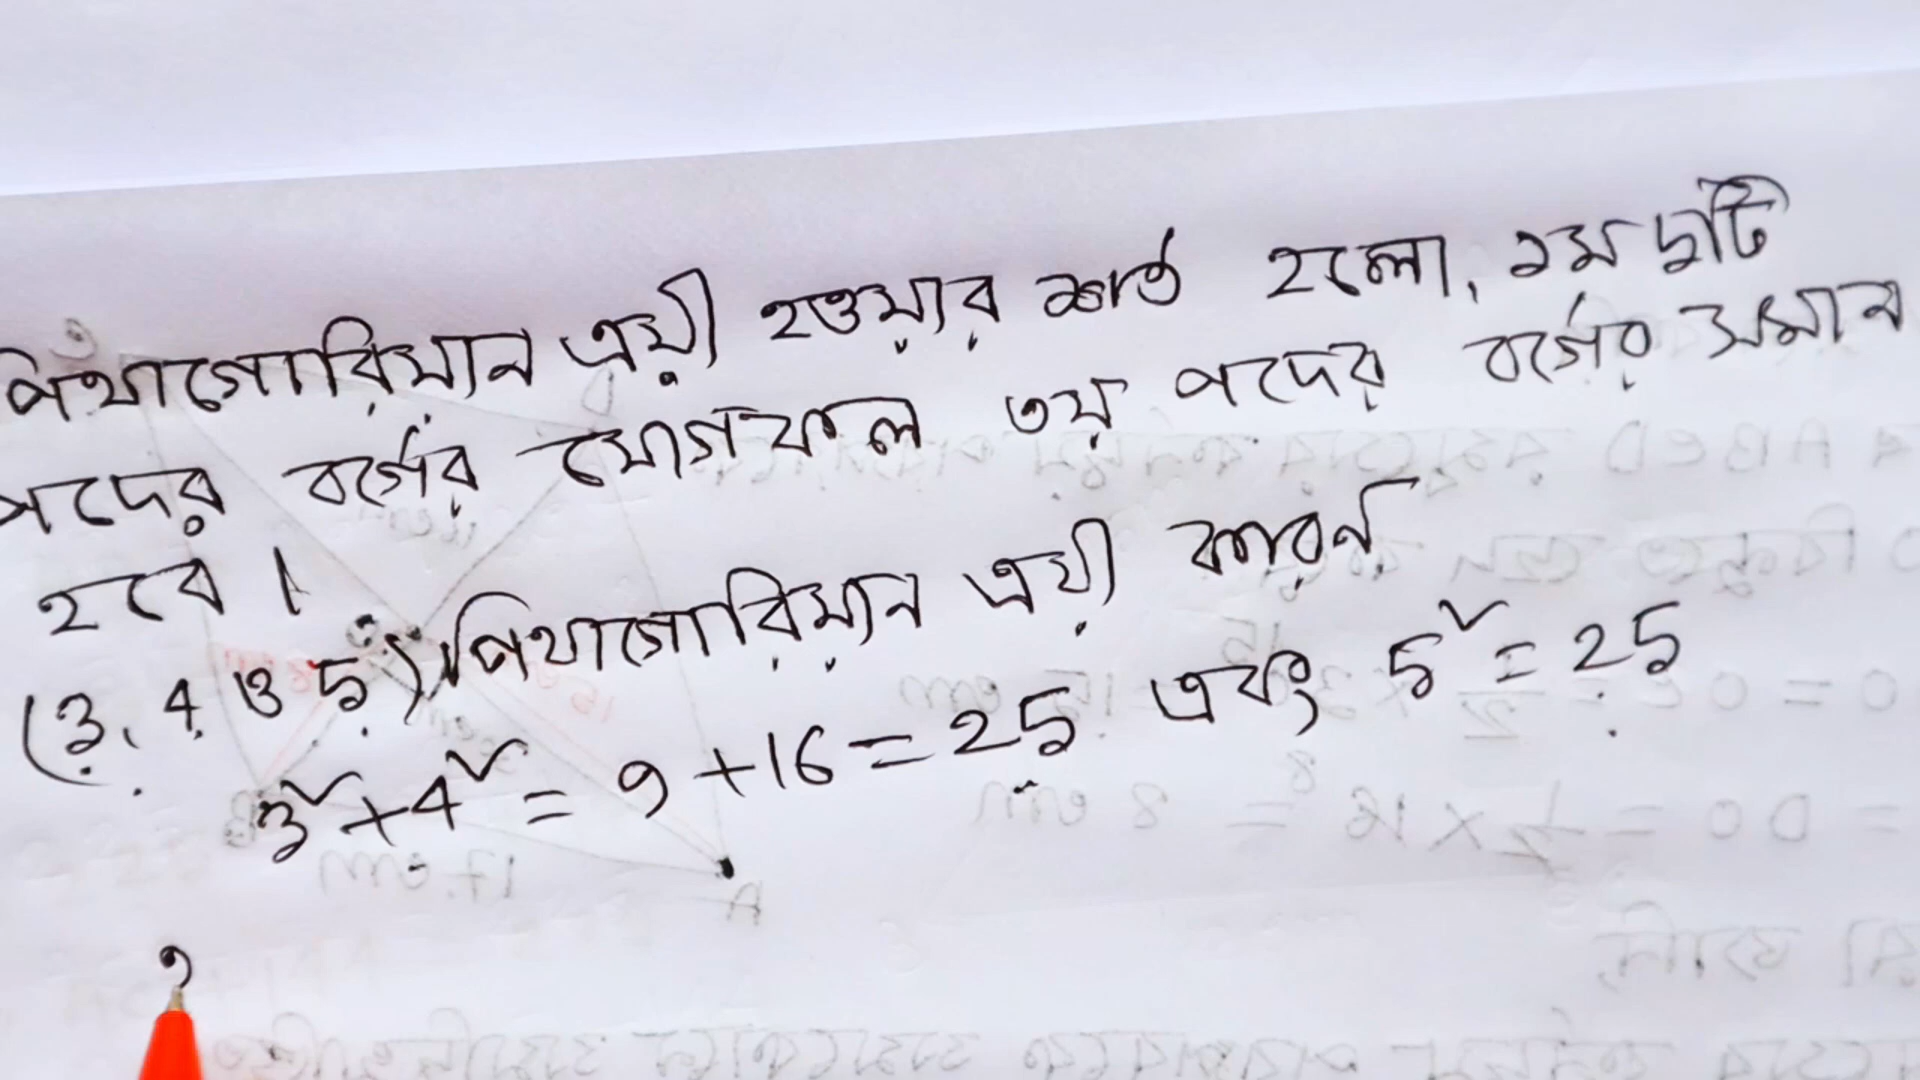 পিথাগোরিয়ান ত্রয়ী হওয়ার শর্ত হলো, ১ম দুটি
পদের বর্গের যোগফল ৩য় পদের বর্গের সমান
হবে ।
(3, 4 ও 5) পিথাগোরিয়ান ত্রয়ী কারণ
3² + 4² = 9 + 16 = 25 এবং 5² = 25